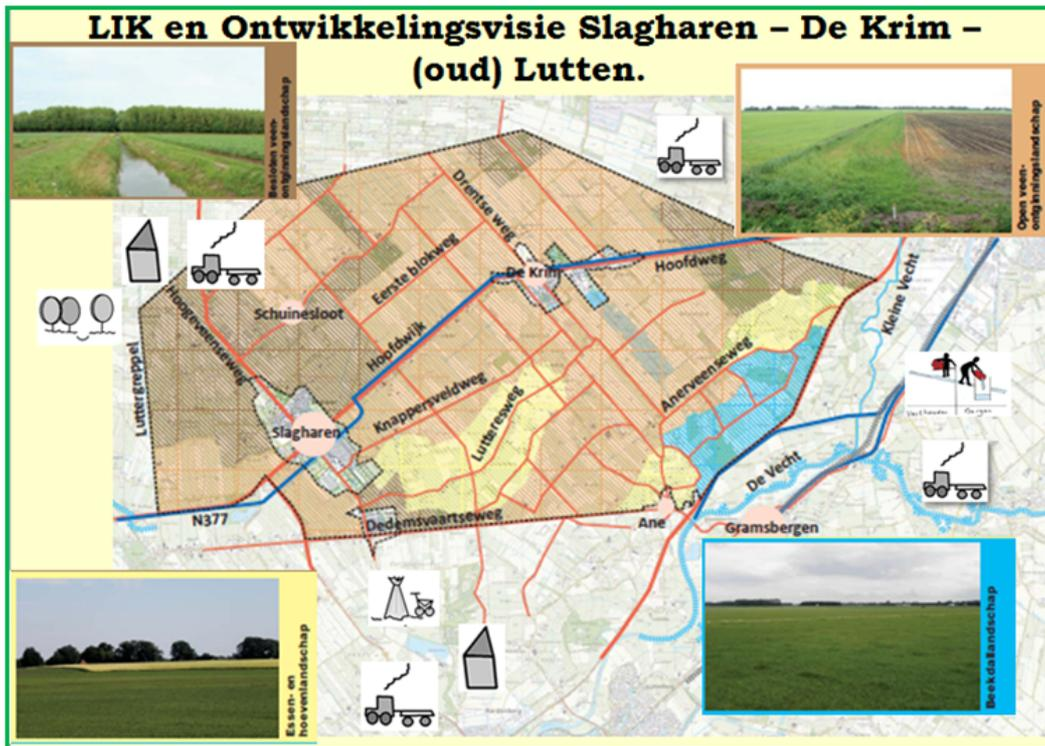 LIK en Ontwikkelingsvisie Slagharen – De Krim –
(oud) Lutten.
Besloten veen-
ontginningslandschap
Open veen-
ontginningslandschap
Drentse weg
De Krim
Hoofdweg
Kleine Vecht
Eerste blokweg
Schuinesloot
Hoogeveenseweg
Hoofdwijk
Luttergreppel
Anerveenseweg
Knappersveldweg
Lutteresweg
Slagharen
De Vecht
N377
Dedemsvaartseweg
Ane
Gramsbergen
Essen- en
hoevenlandschap
Beekdallandschap